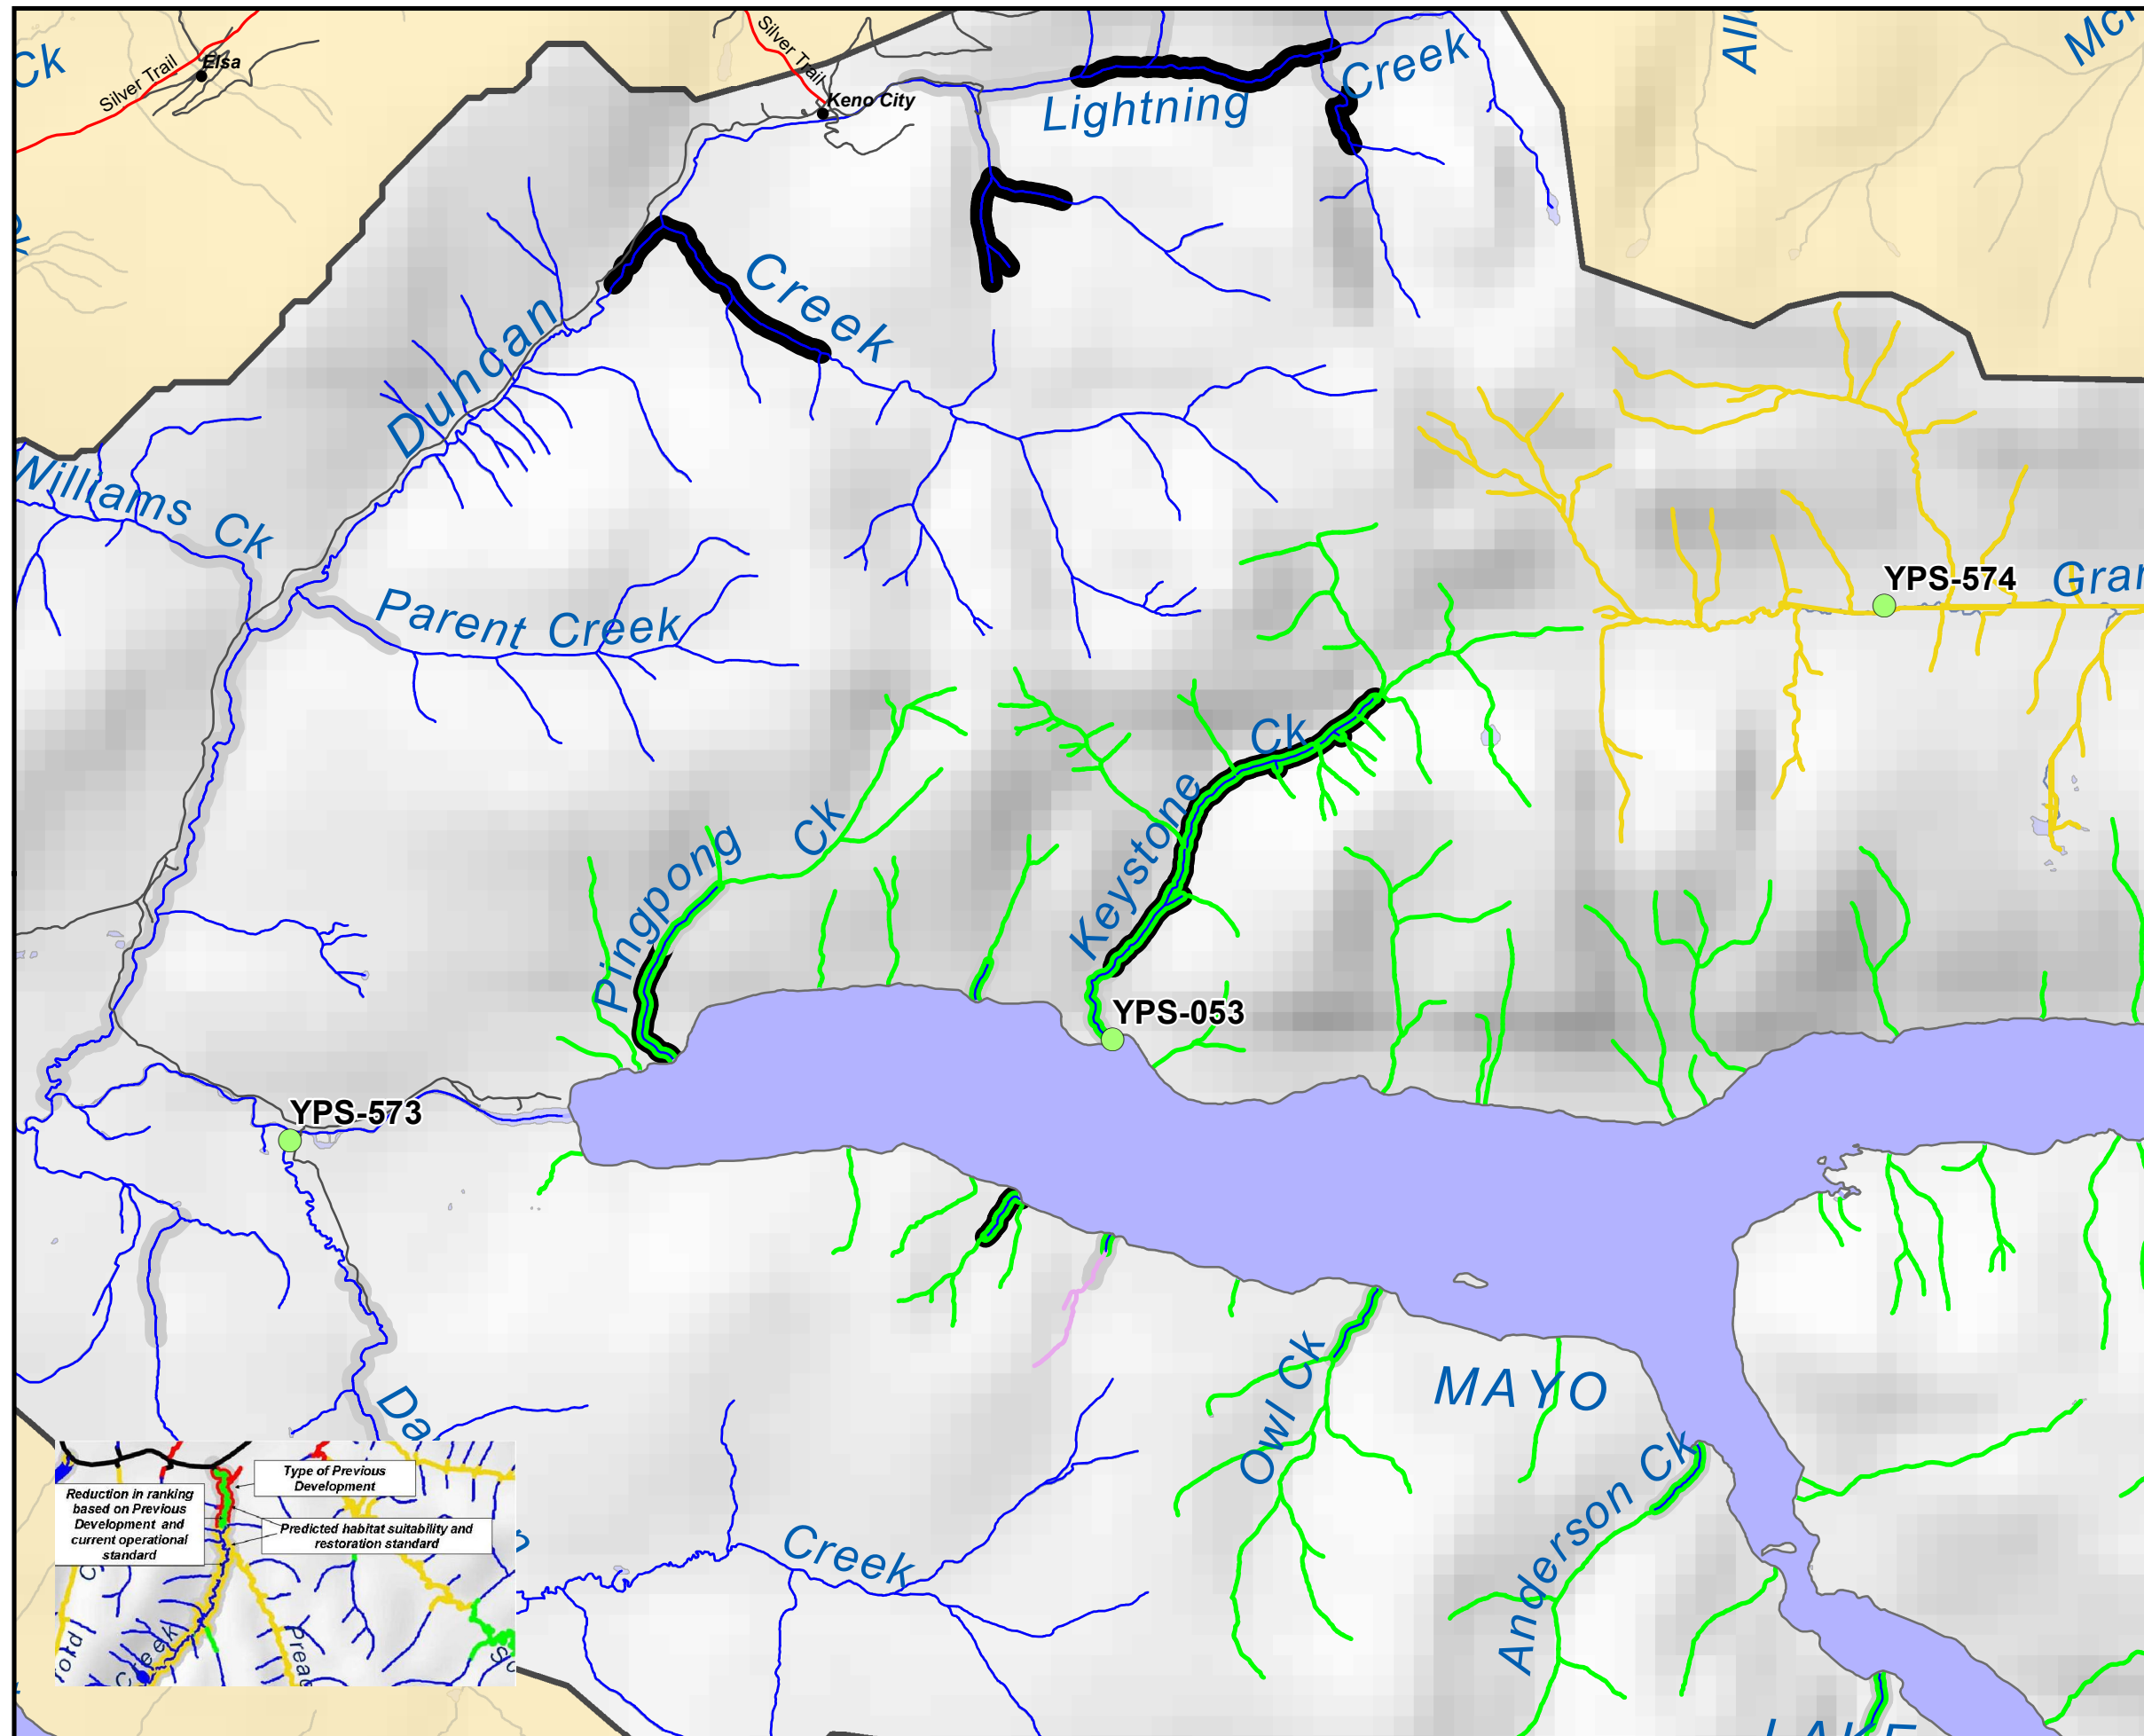 Ck
Silver Trail
Elsa
Silver Trail
Keno City
Lightning
Creek
Creek
Duncan
Williams Ck
Parent Creek
YPS-574
Ck
Keystone
Pingpong Ck
YPS-053
YPS-573
Owl Ck
MAYO
Anderson Ck
Creek
LAKE
Type of Previous
Development
Reduction in ranking
based on Previous
Development and
current operational
standard
Predicted habitat suitability and
restoration standard
Creek